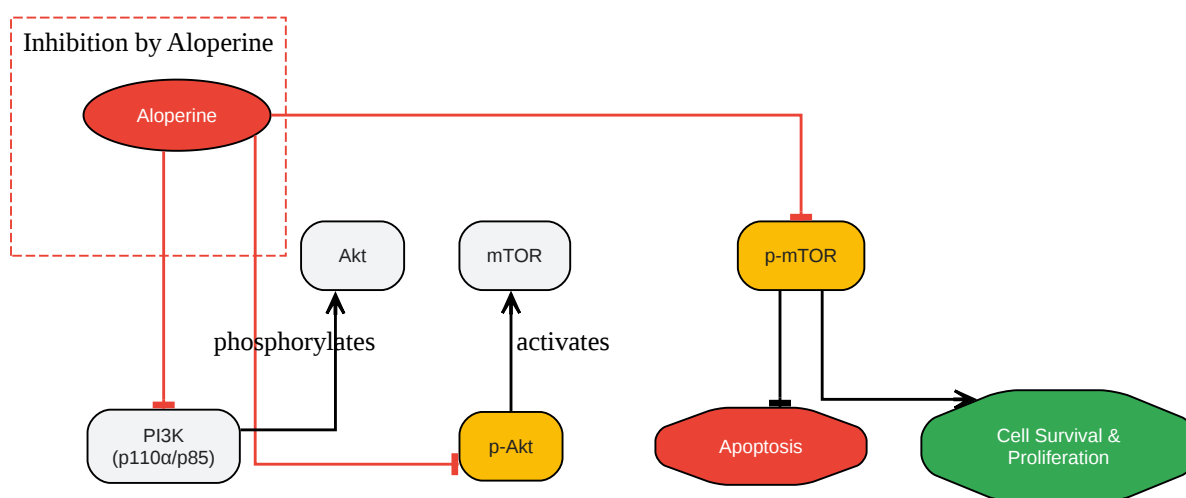 Inhibition by Aloperine
Aloperine
Akt
mTOR
p-mTOR
phosphorylates
activates
PI3K
(p110α/p85)
p-Akt
Apoptosis
Cell Survival &
Proliferation